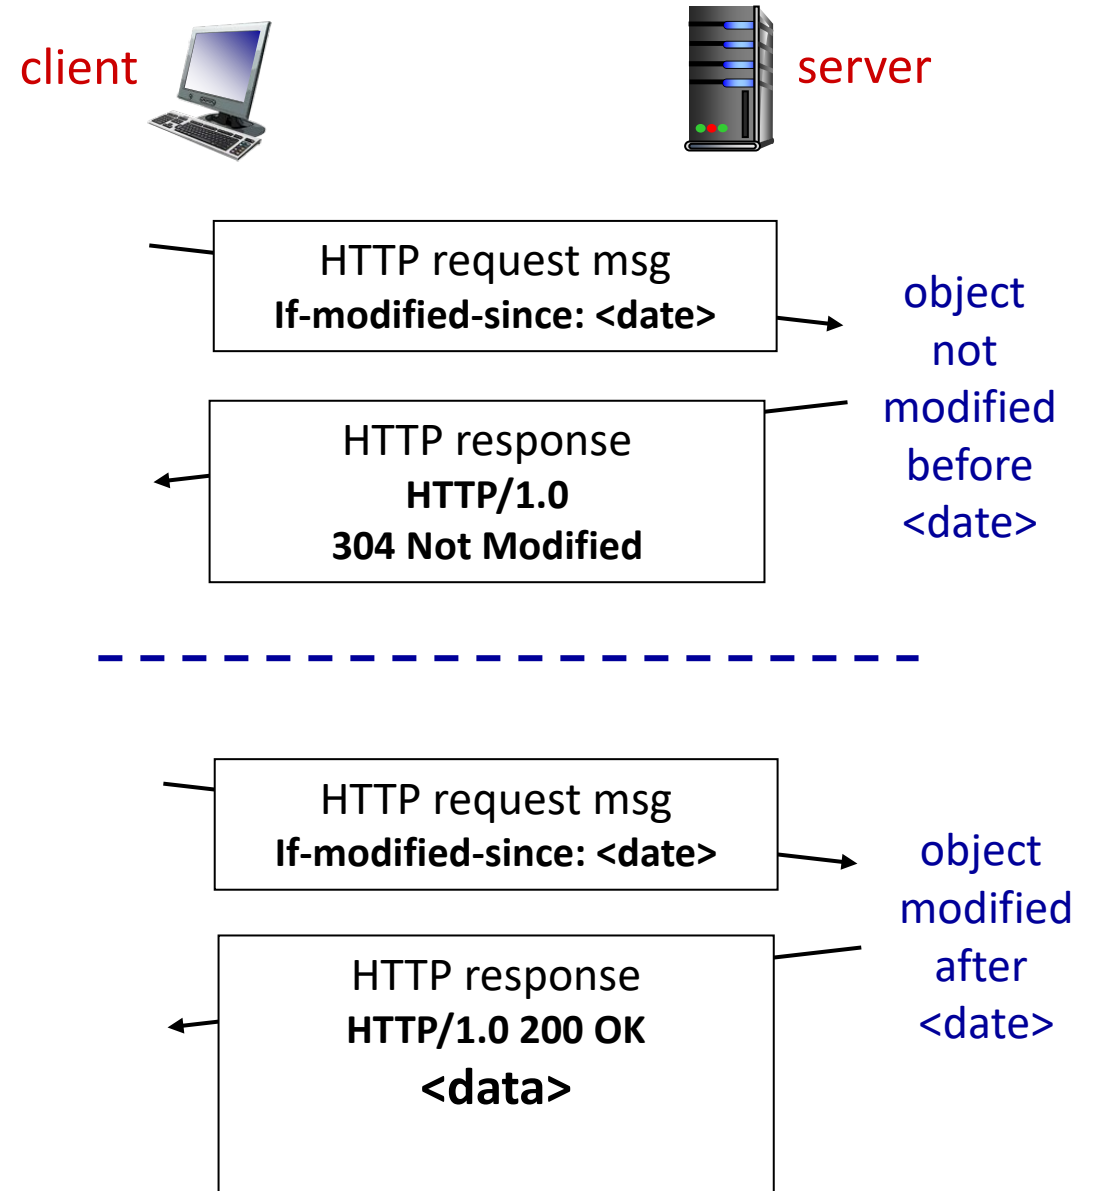 client
server
HTTP request msg
If-modified-since: <date>
object
not
modified
before
<date>
HTTP response
HTTP/1.0
304 Not Modified
HTTP request msg
If-modified-since: <date>
object
modified
after
<date>
HTTP response
HTTP/1.0 200 OK
<data>